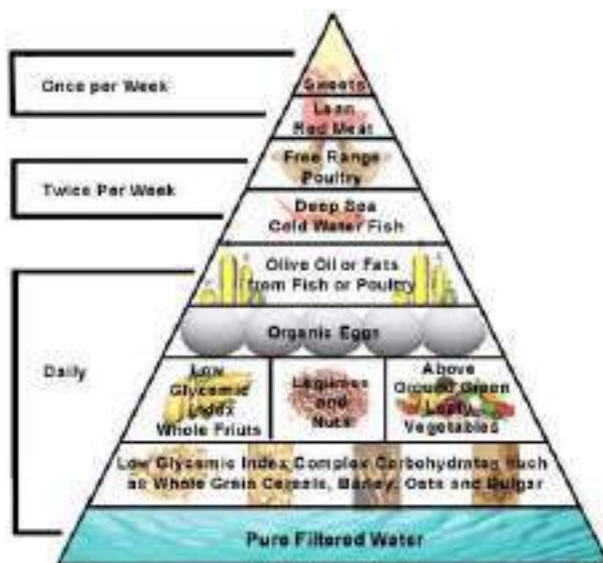 Once per Week
Sweets
Lean
Red Meat
Free Range
Poultry
Twice Per Week
Deep Sea
Cold Water Fish
Olive Oil or Fats
from Fish or Poultry
Organic Eggs
Daily
Low
Glycemic
Index
Whole Friuts
Legumes
and
Nuts
Above
Ground Green
Leafy
Vegetables
Low Glycemic Index Complex Carbohydrates such
as Whole Grain Cereals, Barley, Oats and Bulgar
Pure Filtered Water